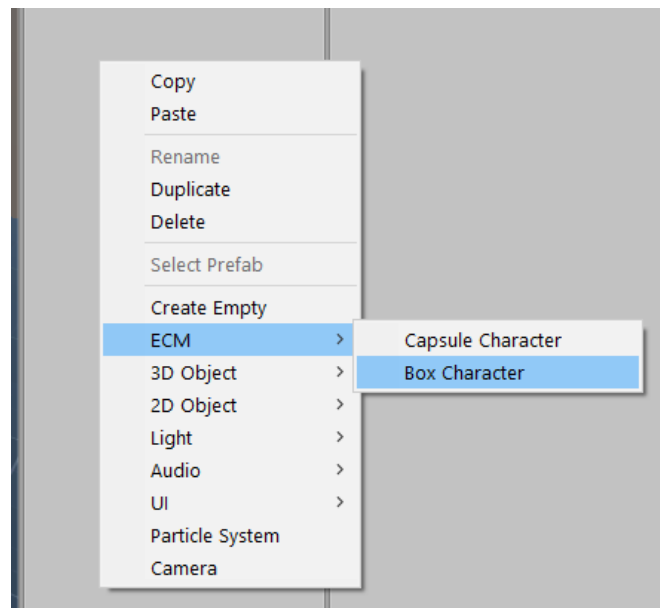 Copy
Paste
Rename
Duplicate
Delete
Select Prefab
Create Empty
ECM
Capsule Character
3D Object
Box Character
2D Object
Light
Audio
UI
Particle System
Camera